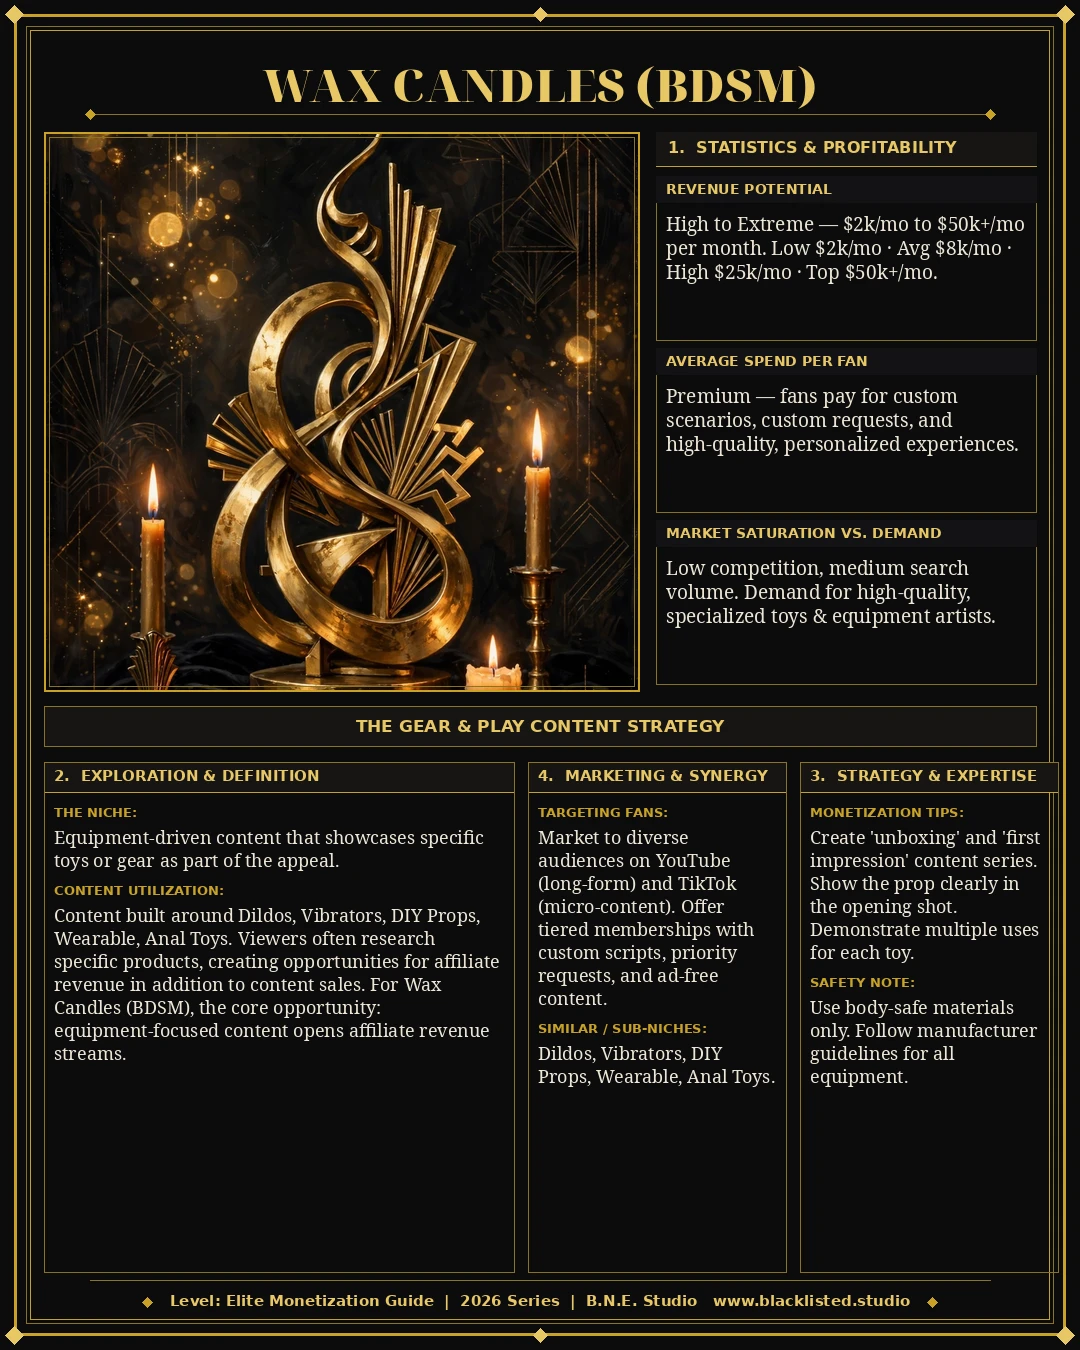 WAX CANDLES (BDSM)
1. STATISTICS & PROFITABILITY
REVENUE POTENTIAL
High to Extreme — $2k/mo to $50k+/mo
per month. Low $2k/mo · Avg $8k/mo ·
High $25k/mo · Top $50k+/mo.
AVERAGE SPEND PER FAN
Premium — fans pay for custom
scenarios, custom requests, and
high-quality, personalized experiences.
MARKET SATURATION VS. DEMAND
Low competition, medium search
volume. Demand for high-quality,
specialized toys & equipment artists.
THE GEAR & PLAY CONTENT STRATEGY
2. EXPLORATION & DEFINITION
THE NICHE:
Equipment-driven content that showcases specific
toys or gear as part of the appeal.
CONTENT UTILIZATION:
Content built around Dildos, Vibrators, DIY Props,
Wearable, Anal Toys. Viewers often research
specific products, creating opportunities for affiliate
revenue in addition to content sales. For Wax
Candles (BDSM), the core opportunity:
equipment-focused content opens affiliate revenue
streams.
4. MARKETING & SYNERGY
TARGETING FANS:
Market to diverse
audiences on YouTube
(long-form) and TikTok
(micro-content). Offer
tiered memberships with
custom scripts, priority
requests, and ad-free
content.
SIMILAR / SUB-NICHES:
Dildos, Vibrators, DIY
Props, Wearable, Anal Toys.
3. STRATEGY & EXPERTISE
MONETIZATION TIPS:
Create 'unboxing' and 'first
impression' content series.
Show the prop clearly in
the opening shot.
Demonstrate multiple uses
for each toy.
SAFETY NOTE:
Use body-safe materials
only. Follow manufacturer
guidelines for all
equipment.
Level: Elite Monetization Guide | 2026 Series | B.N.E. Studio www.blacklisted.studio